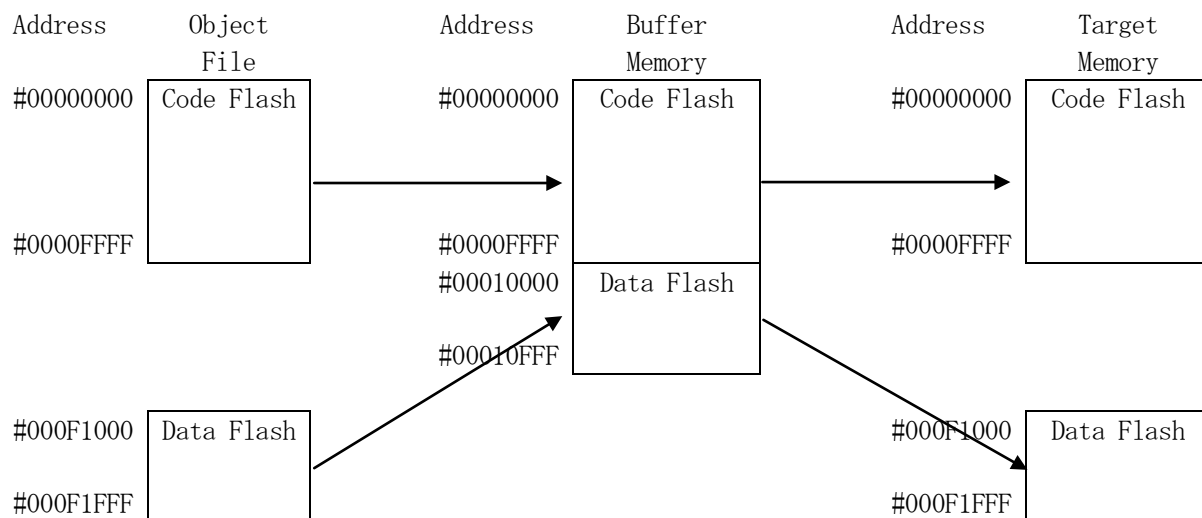 Address Object File Address Buffer Memory Address Target Memory
#00000000 Code Flash #00000000 Code Flash #00000000 Code Flash
#0000FFFF #0000FFFF #0000FFFF
#00010000 Data Flash
#00010FFF
#000F1000 Data Flash #000F1000 Data Flash
#000F1FFF #000F1FFF